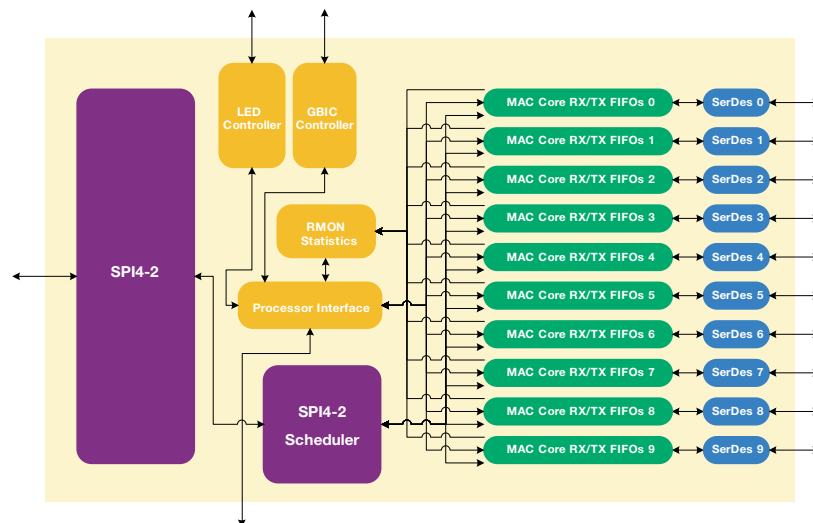 LED
Controller
GBIC
Controller
SPI4-2
RMON
Statistics
Processor Interface
SPI4-2
Scheduler
MAC Core RX/TX FIFOs 0
SerDes 0
MAC Core RX/TX FIFOs 1
SerDes 1
MAC Core RX/TX FIFOs 2
SerDes 2
MAC Core RX/TX FIFOs 3
SerDes 3
MAC Core RX/TX FIFOs 4
SerDes 4
MAC Core RX/TX FIFOs 5
SerDes 5
MAC Core RX/TX FIFOs 6
SerDes 6
MAC Core RX/TX FIFOs 7
SerDes 7
MAC Core RX/TX FIFOs 8
SerDes 8
MAC Core RX/TX FIFOs 9
SerDes 9